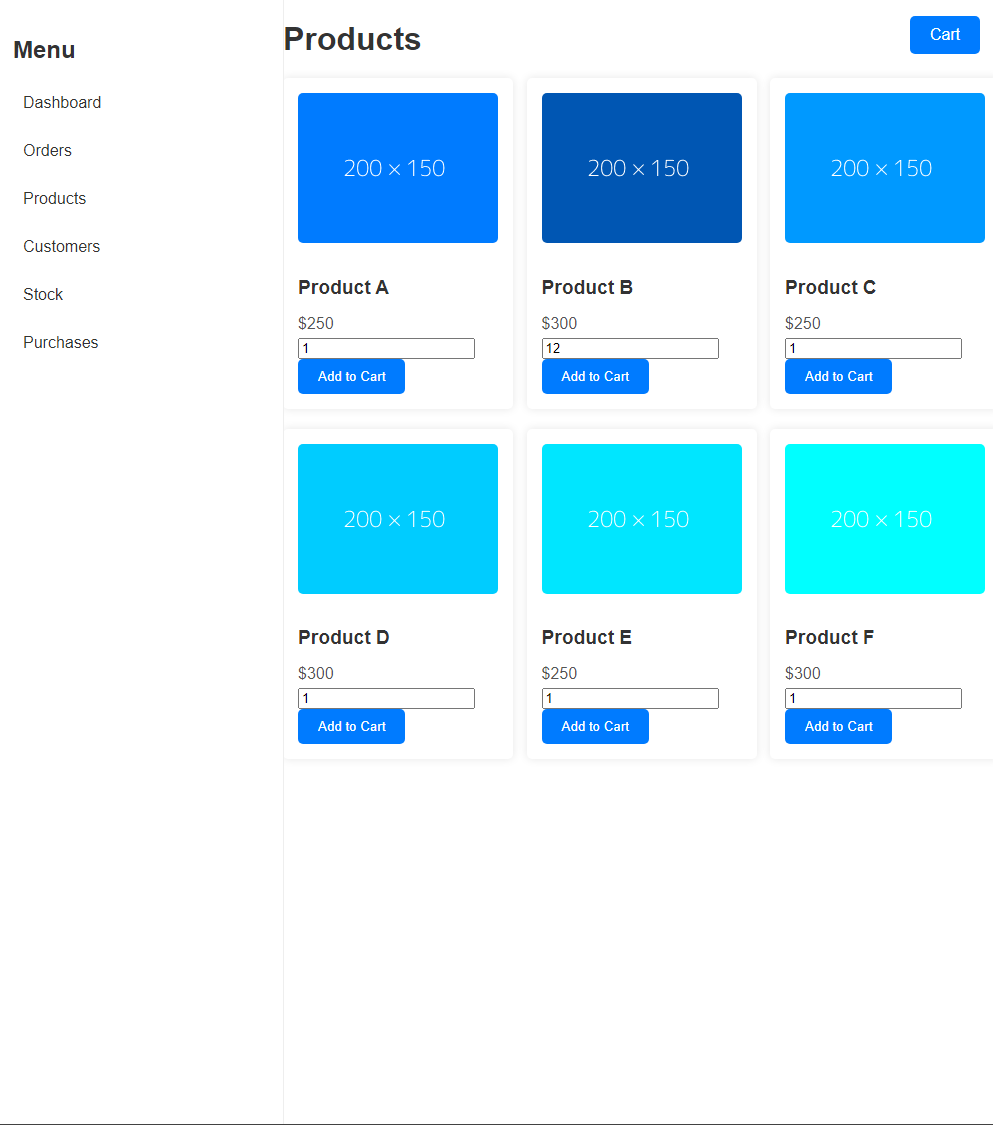 Menu
Dashboard
Orders
Products
Customers
Stock
Purchases
Products
Cart
200 × 150
Product A
$250
1
Add to Cart
200 × 150
Product B
$300
12
Add to Cart
200 × 150
Product C
$250
1
Add to Cart
200 × 150
Product D
$300
1
Add to Cart
200 × 150
Product E
$250
1
Add to Cart
200 × 150
Product F
$300
1
Add to Cart